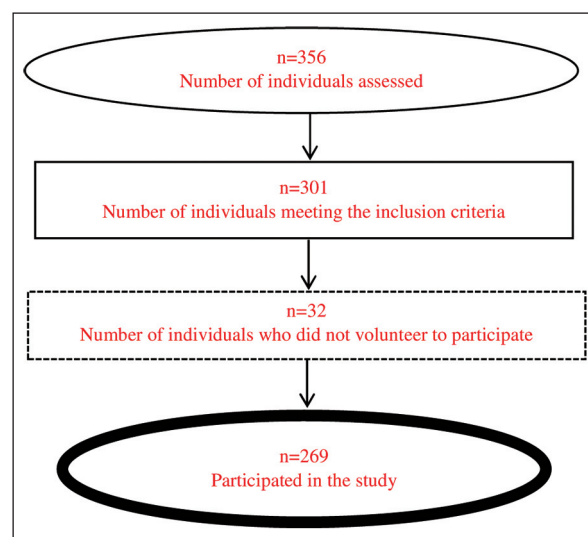 n=356
Number of individuals assessed
n=301
Number of individuals meeting the inclusion criteria
n=32
Number of individuals who did not volunteer to participate
n=269
Participated in the study